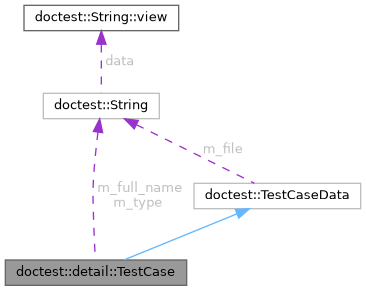 doctest::String::view
data
doctest::String
m_file
m_full_name
m_type
doctest::TestCaseData
doctest::detail::TestCase